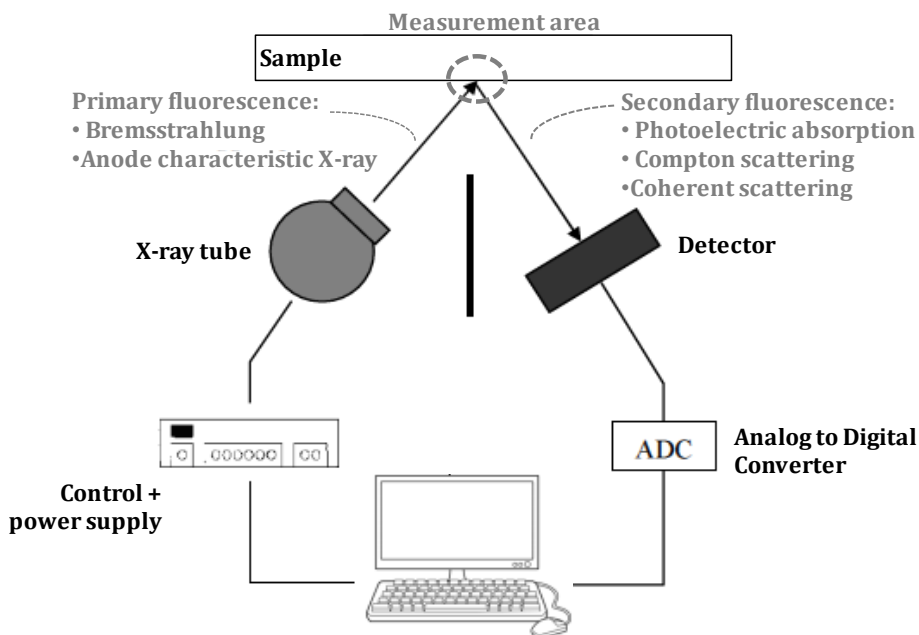 Measurement area
Sample
Primary fluorescence:
• Bremsstrahlung
•Anode characteristic X-ray
Secondary fluorescence:
• Photoelectric absorption
• Compton scattering
•Coherent scattering
X-ray tube
Detector
ADC
Analog to Digital
Converter
Control +
power supply